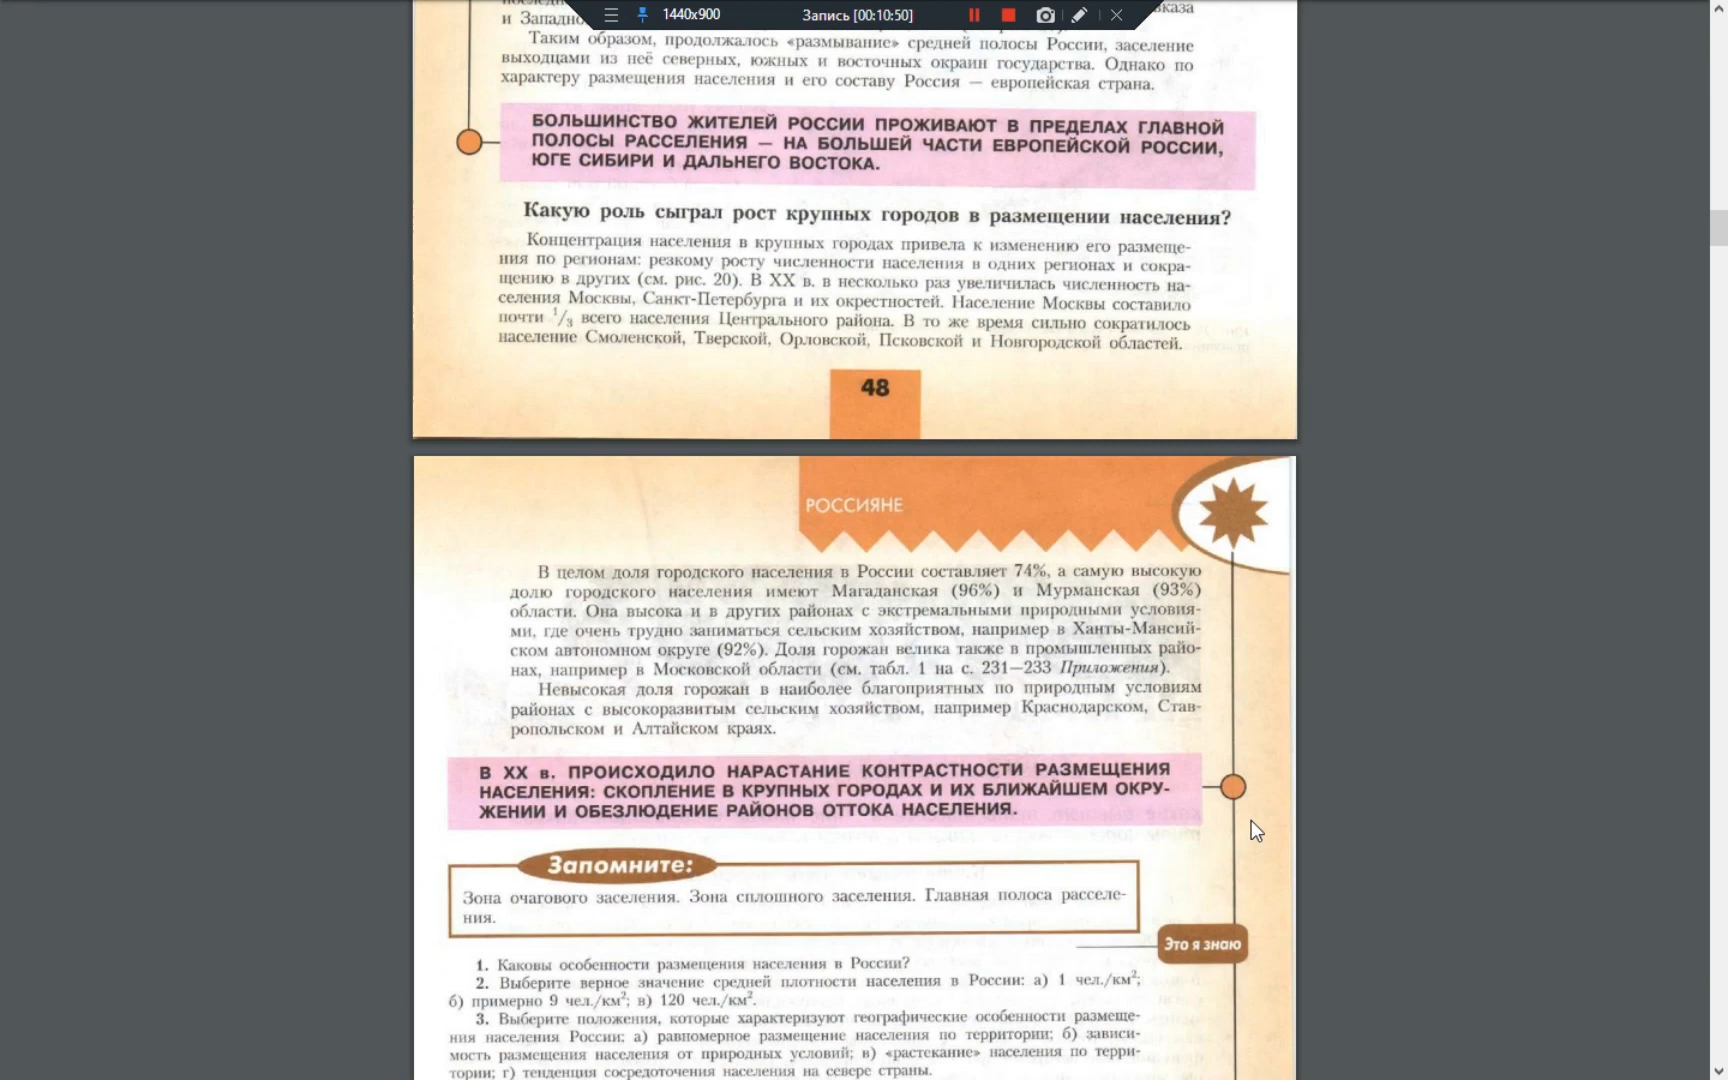 1440x900
Запись [00:10:50]
и Западно
Таким образом, продолжалось «размывание» средней полосы России, заселение
выходцами из неё северных, южных и восточных окраин государства. Однако по
характеру размещения населения и его составу Россия — европейская страна.
БОЛЬШИНСТВО ЖИТЕЛЕЙ РОССИИ ПРОЖИВАЮТ В ПРЕДЕЛАХ ГЛАВНОЙ
ПОЛОСЫ РАССЕЛЕНИЯ — НА БОЛЬШЕЙ ЧАСТИ ЕВРОПЕЙСКОЙ РОССИИ,
ЮГЕ СИБИРИ И ДАЛЬНЕГО ВОСТОКА.
Какую роль сыграл рост крупных городов в размещении населения?
Концентрация населения в крупных городах привела к изменению его размеще-
ния по регионам: резкому росту численности населения в одних регионах и сокра-
щению в других (см. рис. 20). В XX в. в несколько раз увеличилась численность на-
селения Москвы, Санкт-Петербурга и их окрестностей. Население Москвы составило
почти 1/3 всего населения Центрального района. В то же время сильно сократилось
население Смоленской, Тверской, Орловской, Псковской и Новгородской областей.
48
РОССИЯНЕ
В целом доля городского населения в России составляет 74%, а самую высокую
долю городского населения имеют Магаданская (96%) и Мурманская (93%)
области. Она высока и в других районах с экстремальными природными условия-
ми, где очень трудно заниматься сельским хозяйством, например в Ханты-Мансий-
ском автономном округе (92%). Доля горожан велика также в промышленных райо-
нах, например в Московской области (см. табл. 1 на с. 231—233 Приложения).
Невысокая доля горожан в наиболее благоприятных по природным условиям
районах с высокоразвитым сельским хозяйством, например Краснодарском, Став-
ропольском и Алтайском краях.
В XX в. ПРОИСХОДИЛО НАРАСТАНИЕ КОНТРАСТНОСТИ РАЗМЕЩЕНИЯ
НАСЕЛЕНИЯ: СКОПЛЕНИЕ В КРУПНЫХ ГОРОДАХ И ИХ БЛИЖАЙШЕМ ОКРУ-
ЖЕНИИ И ОБЕЗЛЮДЕНИЕ РАЙОНОВ ОТТОКА НАСЕЛЕНИЯ.
Запомните:
Зона очагового заселения. Зона сплошного заселения. Главная полоса расселе-
ния.
Это я знаю
1. Каковы особенности размещения населения в России?
2. Выберите верное значение средней плотности населения в России: а) 1 чел./км²;
б) примерно 9 чел./км²; в) 120 чел./км².
3. Выберите положения, которые характеризуют географические особенности размеще-
ния населения России: а) равномерное размещение населения по территории; б) зависи-
мость размещения населения от природных условий; в) «растекание» населения по терри-
тории; г) тенденция сосредоточения населения на севере страны.